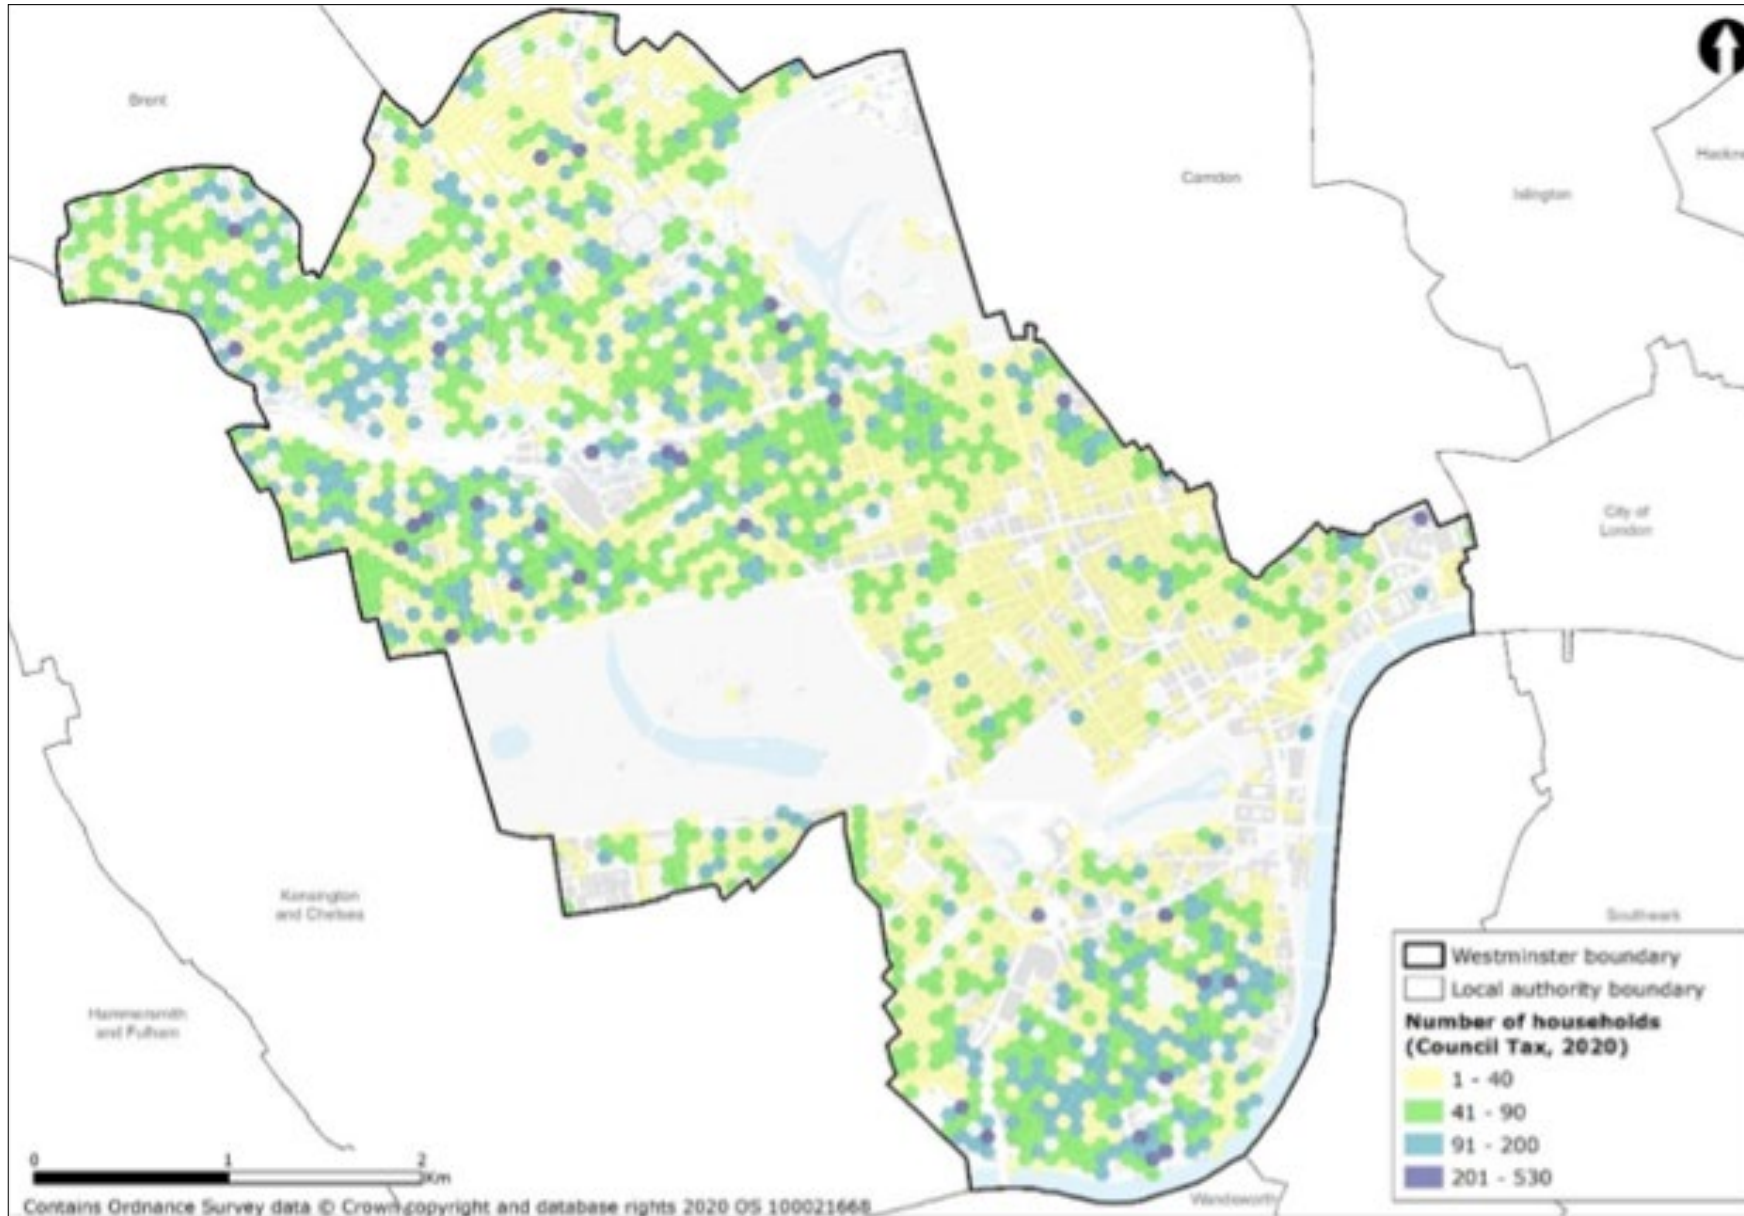 Brent
Camden
Islington
Hackne
City of
London
Kensington
and Chelsea
Hammersmith
and Fulham
Southwark
Wandsworth
Westminster boundary
Local authority boundary
Number of households
(Council Tax, 2020)
1 - 40
41 - 90
91 - 200
201 - 530
0 1 2
Km
Contains Ordnance Survey data © Crown copyright and database rights 2020 OS 100021668